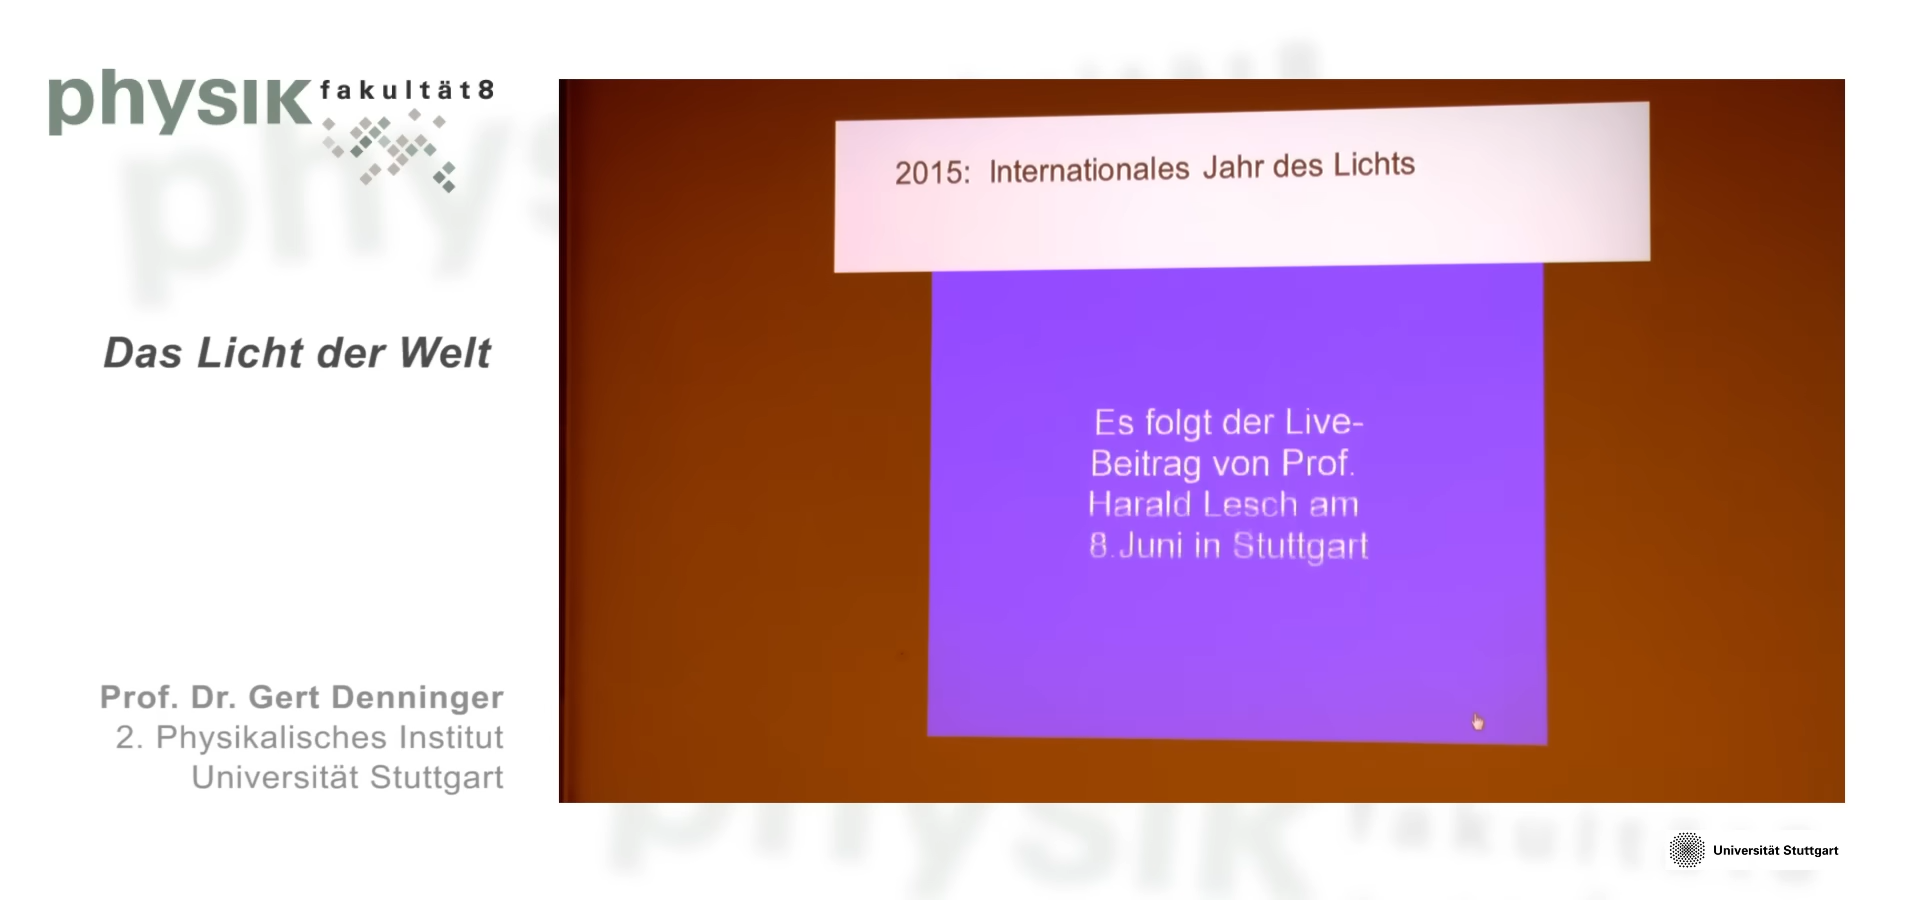 physik fakultät8
Das Licht der Welt
Prof. Dr. Gert Denninger
2. Physikalisches Institut
Universität Stuttgart
2015: Internationales Jahr des Lichts
Es folgt der Live-
Beitrag von Prof.
Harald Lesch am
8.Juni in Stuttgart
Universität Stuttgart